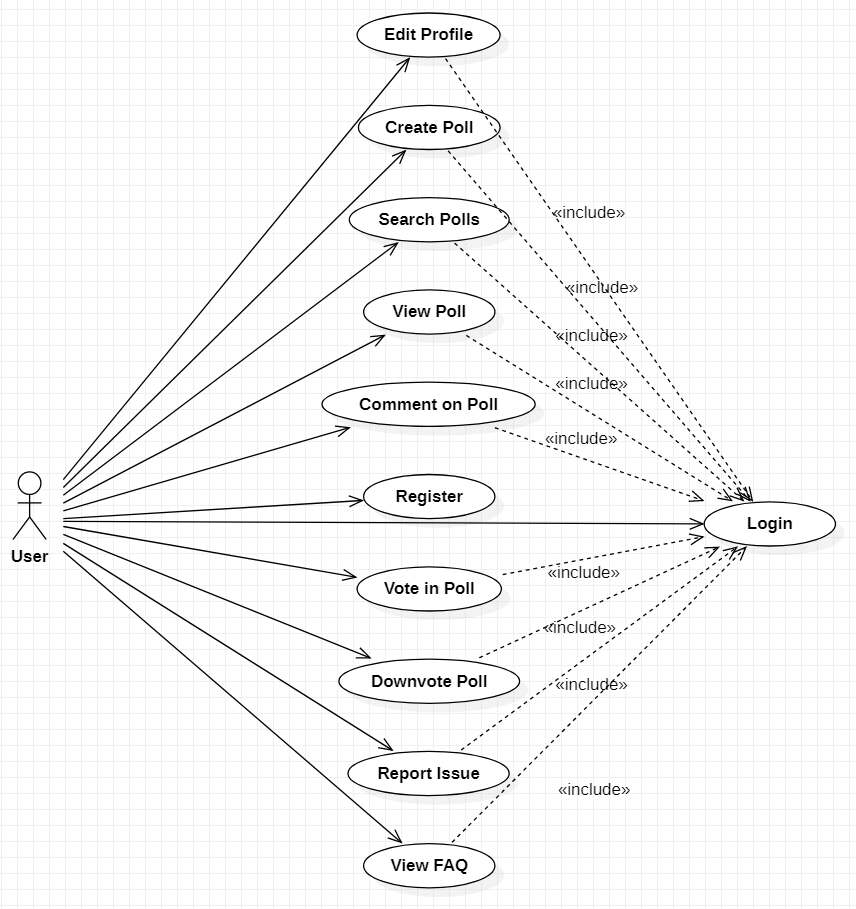 Edit Profile
Create Poll
Search Polls
«include»
«include»
View Poll
«include»
«include»
Comment on Poll
«include»
Register
Login
User
«include»
Vote in Poll
«include»
Downvote Poll
«include»
Report Issue
«include»
View FAQ